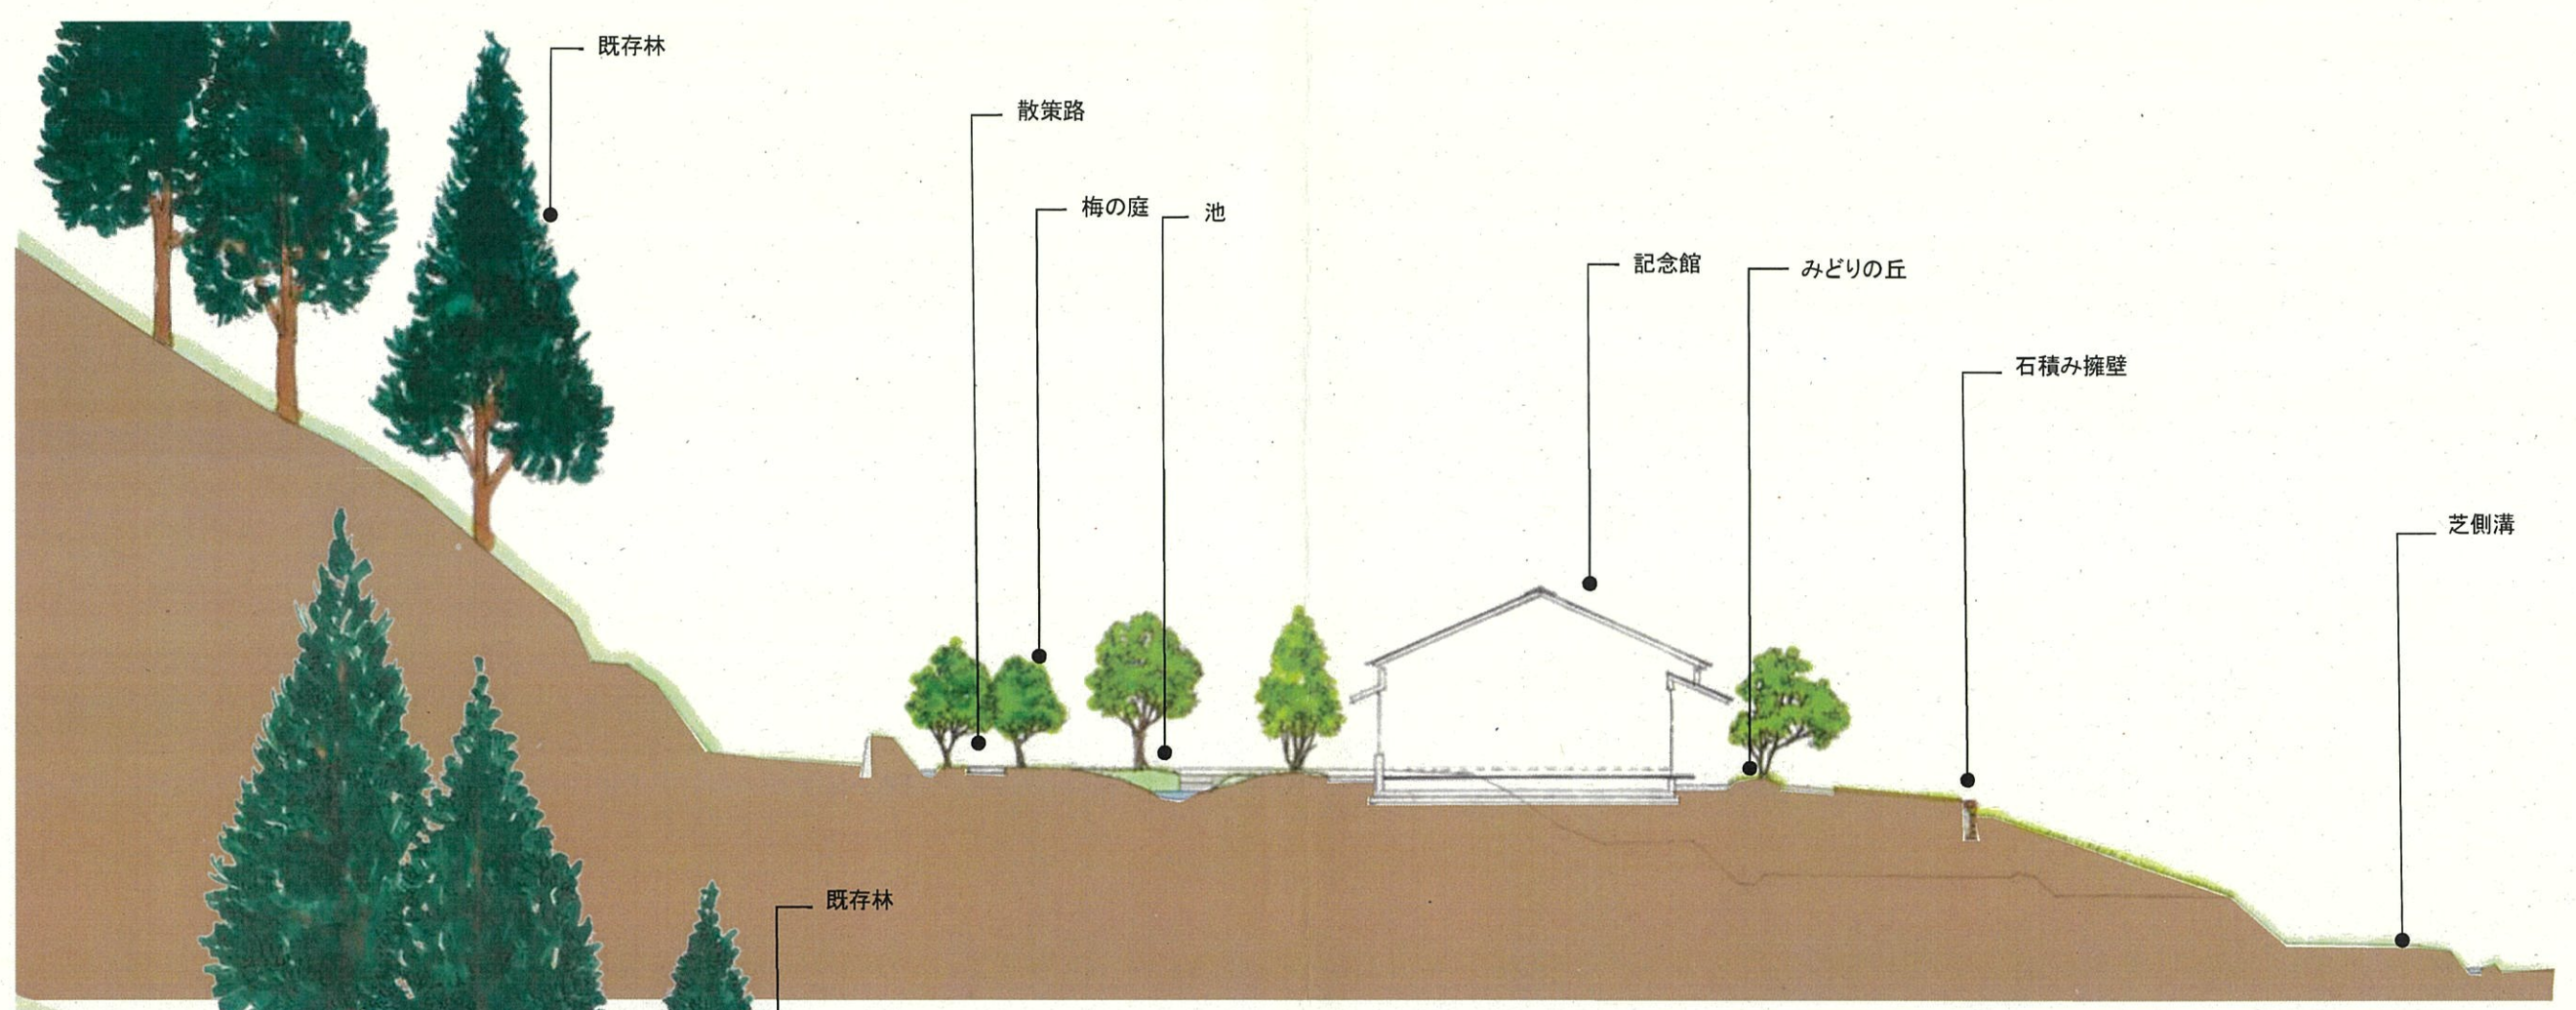 既存林
散策路
梅の庭
池
記念館
みどりの丘
石積み擁壁
芝側溝
既存林